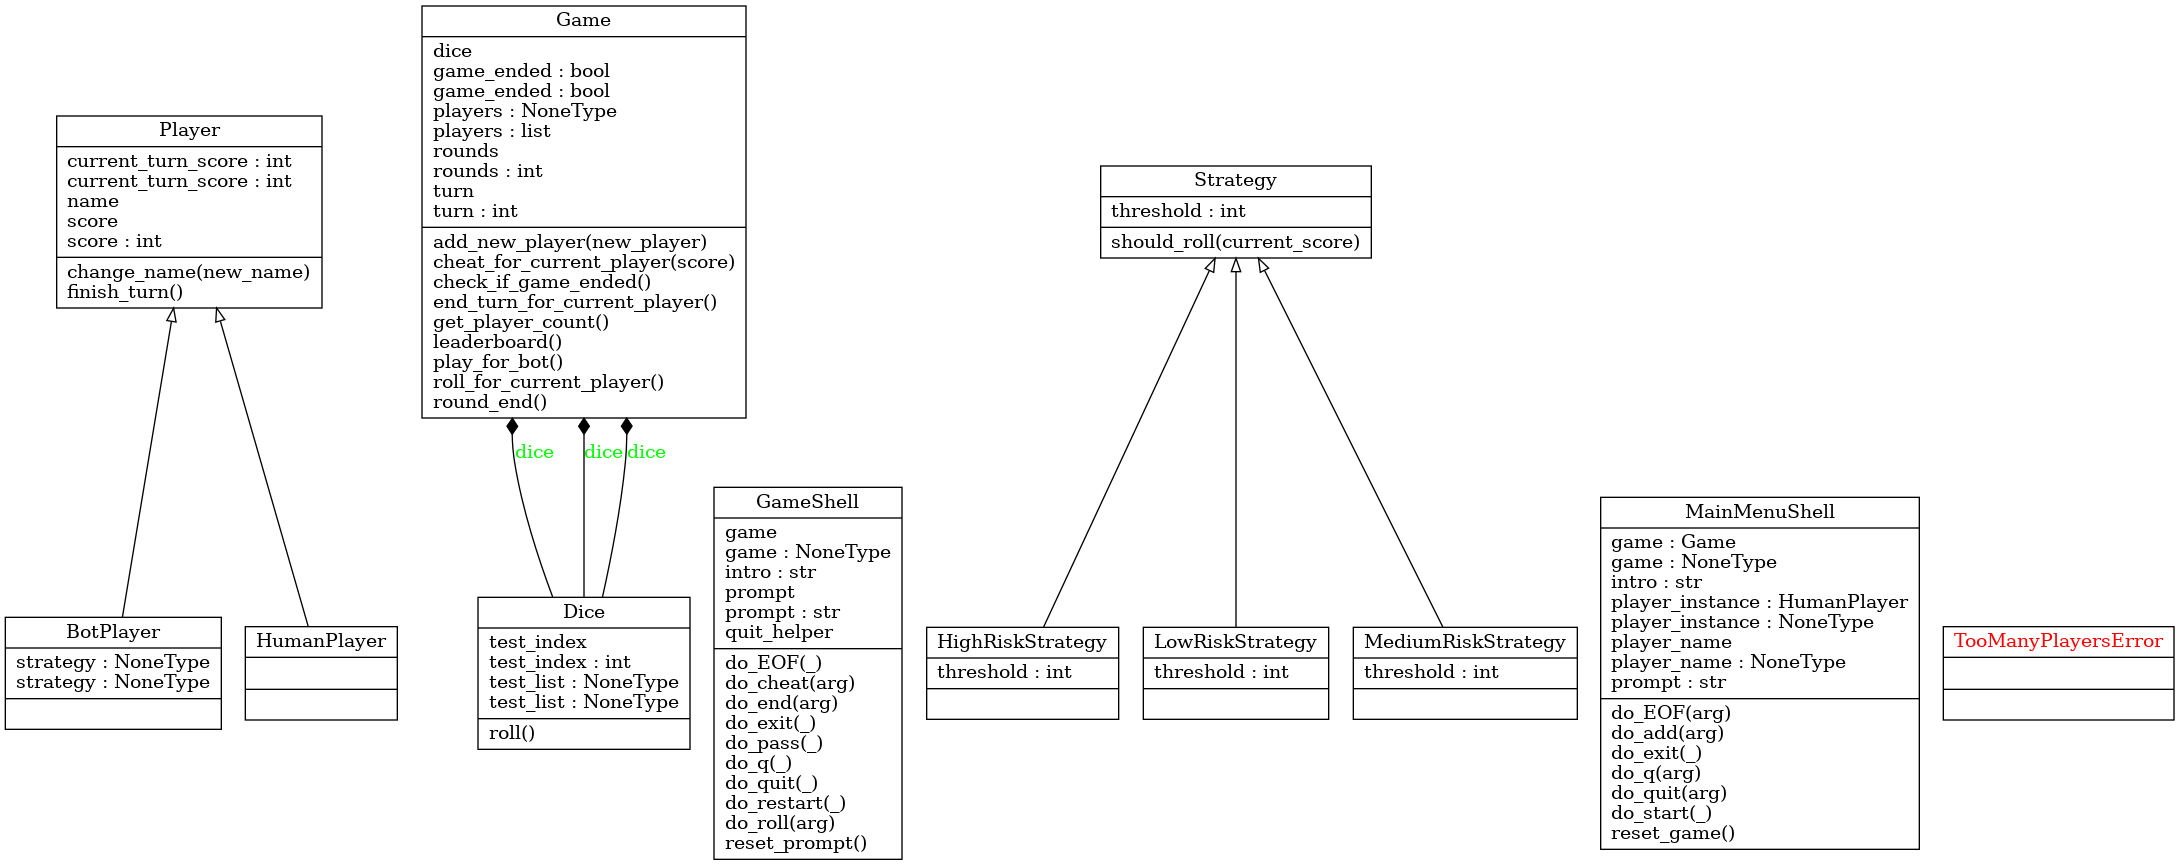 Player
current_turn_score : int
current_turn_score : int
name
score
score : int
change_name(new_name)
finish_turn()
Game
dice
game_ended : bool
game_ended : bool
players : NoneType
players : list
rounds
rounds : int
turn
turn : int
add_new_player(new_player)
cheat_for_current_player(score)
check_if_game_ended()
end_turn_for_current_player()
get_player_count()
leaderboard()
play_for_bot()
roll_for_current_player()
round_end()
Strategy
threshold : int
should_roll(current_score)
dice
dice
dice
BotPlayer
strategy : NoneType
strategy : NoneType
HumanPlayer
Dice
test_index
test_index : int
test_list : NoneType
test_list : NoneType
roll()
GameShell
game
game : NoneType
intro : str
prompt
prompt : str
quit_helper
do_EOF(_)
do_cheat(arg)
do_end(arg)
do_exit(_)
do_pass(_)
do_q(_)
do_quit(_)
do_restart(_)
do_roll(arg)
reset_prompt()
HighRiskStrategy
threshold : int
LowRiskStrategy
threshold : int
MediumRiskStrategy
threshold : int
MainMenuShell
game : Game
game : NoneType
intro : str
player_instance : HumanPlayer
player_instance : NoneType
player_name
player_name : NoneType
prompt : str
do_EOF(arg)
do_add(arg)
do_exit(_)
do_q(arg)
do_quit(arg)
do_start(_)
reset_game()
TooManyPlayersError